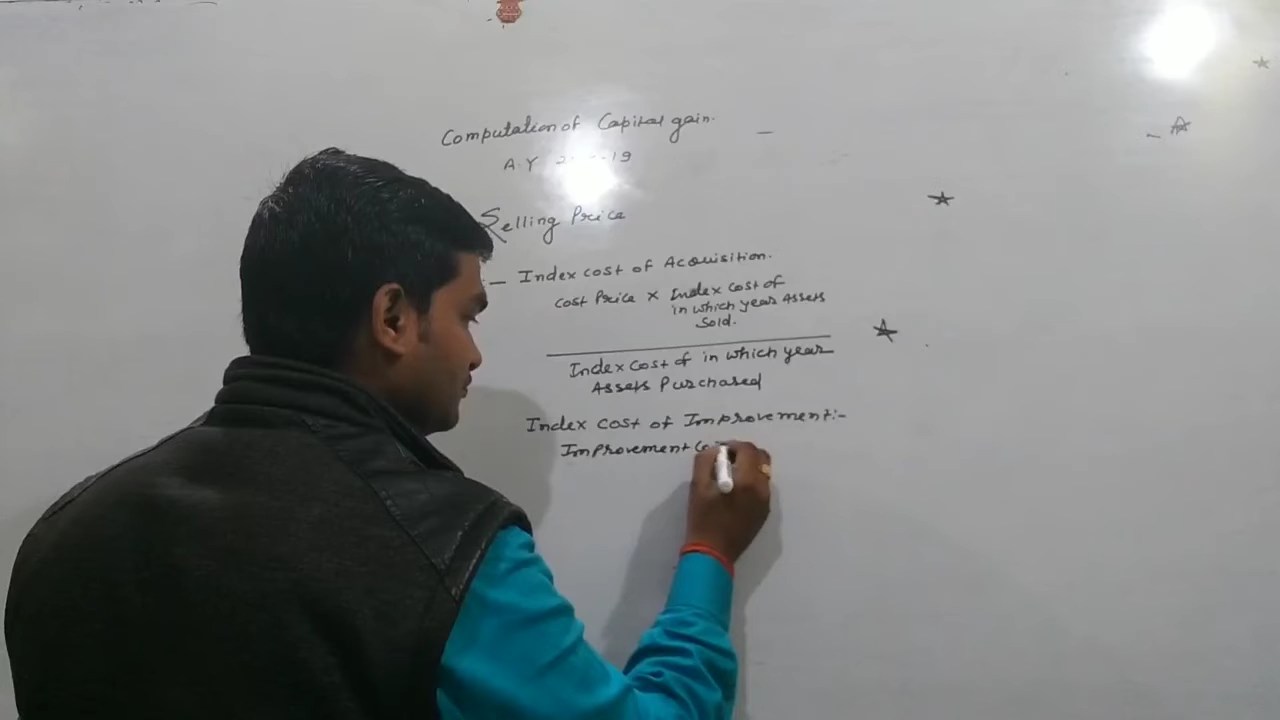 Computation of Capital gain.
A.Y 19
Selling Price
Index cost of Acquisition.
Cost Price × Index cost of
in which year Assets
Sold.
Index cost of in which year
Assets Purchased
Index cost of Improvement:-
Improvement